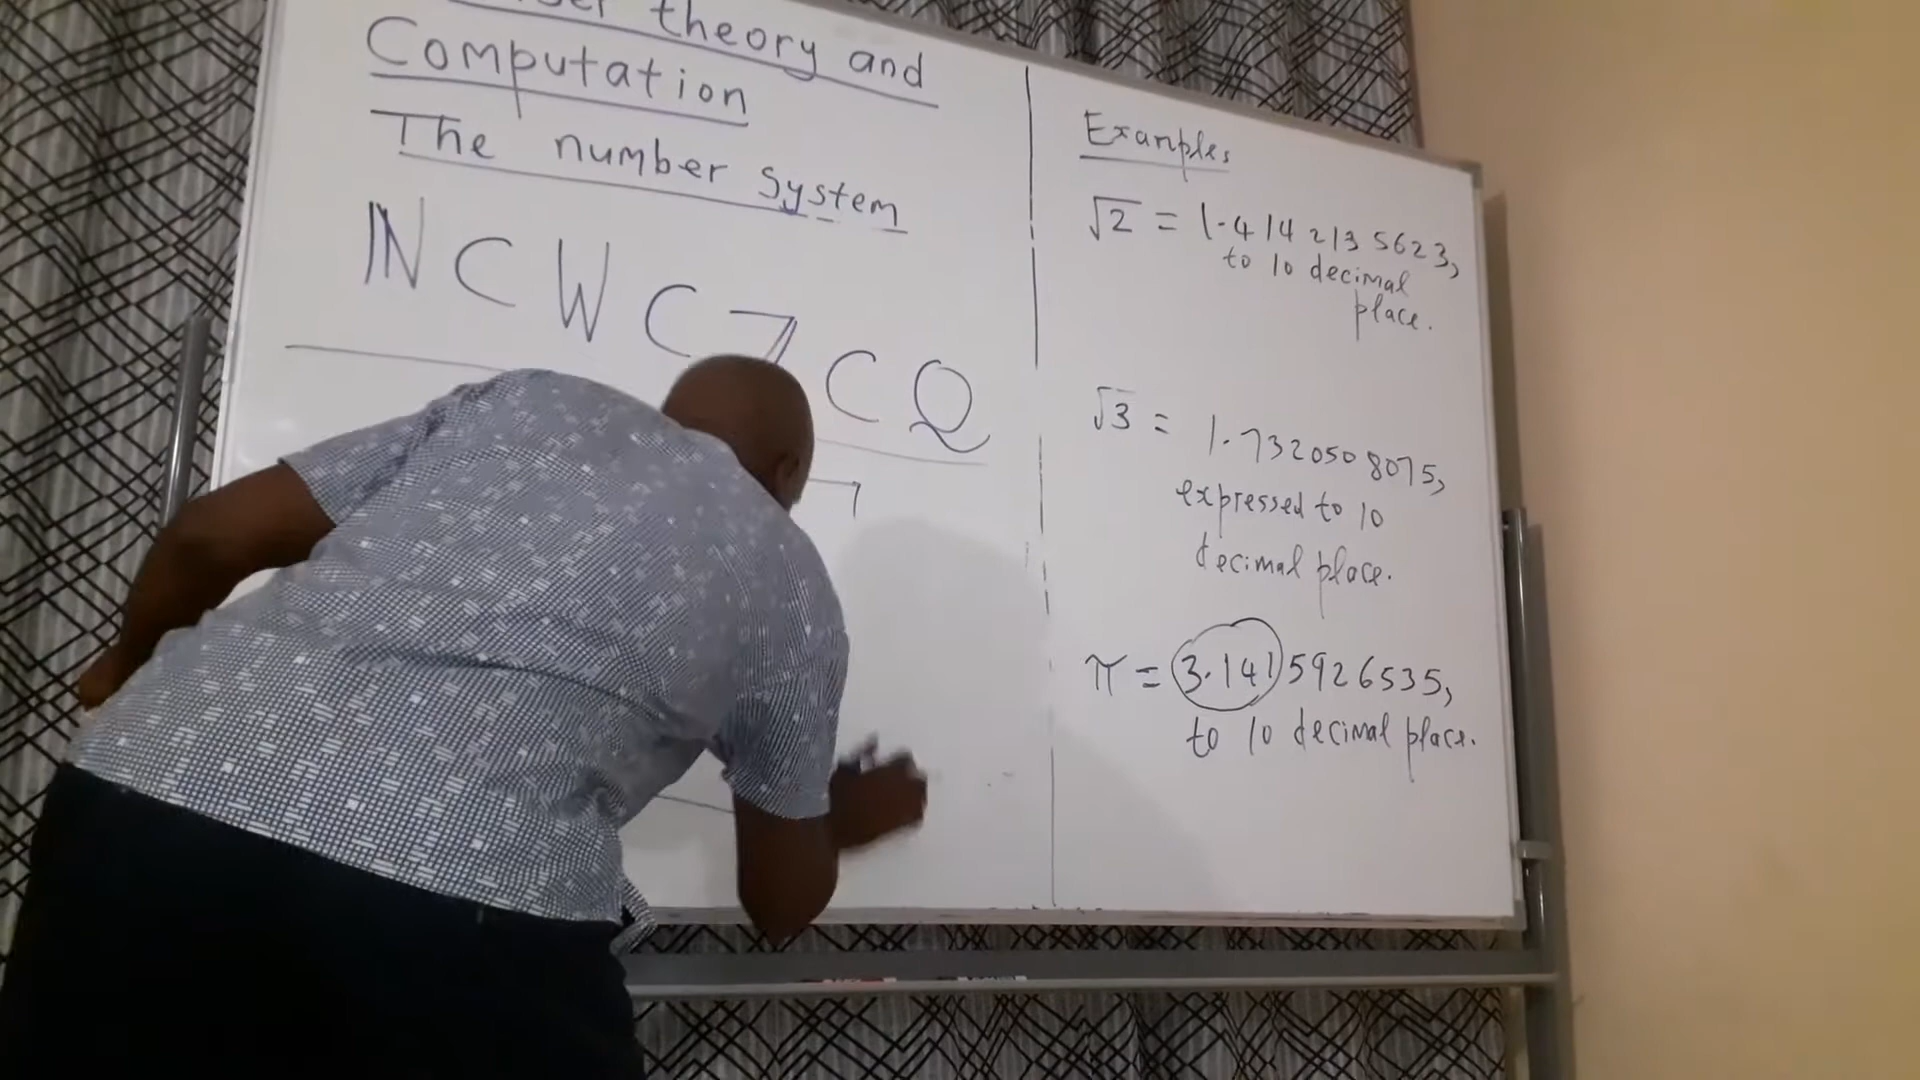 theory and
Computation
The number system
N C W C Z C Q
Examples
√2 = 1.4142135623,
to 10 decimal
place.
√3 = 1.7320508075,
expressed to 10
decimal place.
π = 3.1415926535,
to 10 decimal place.